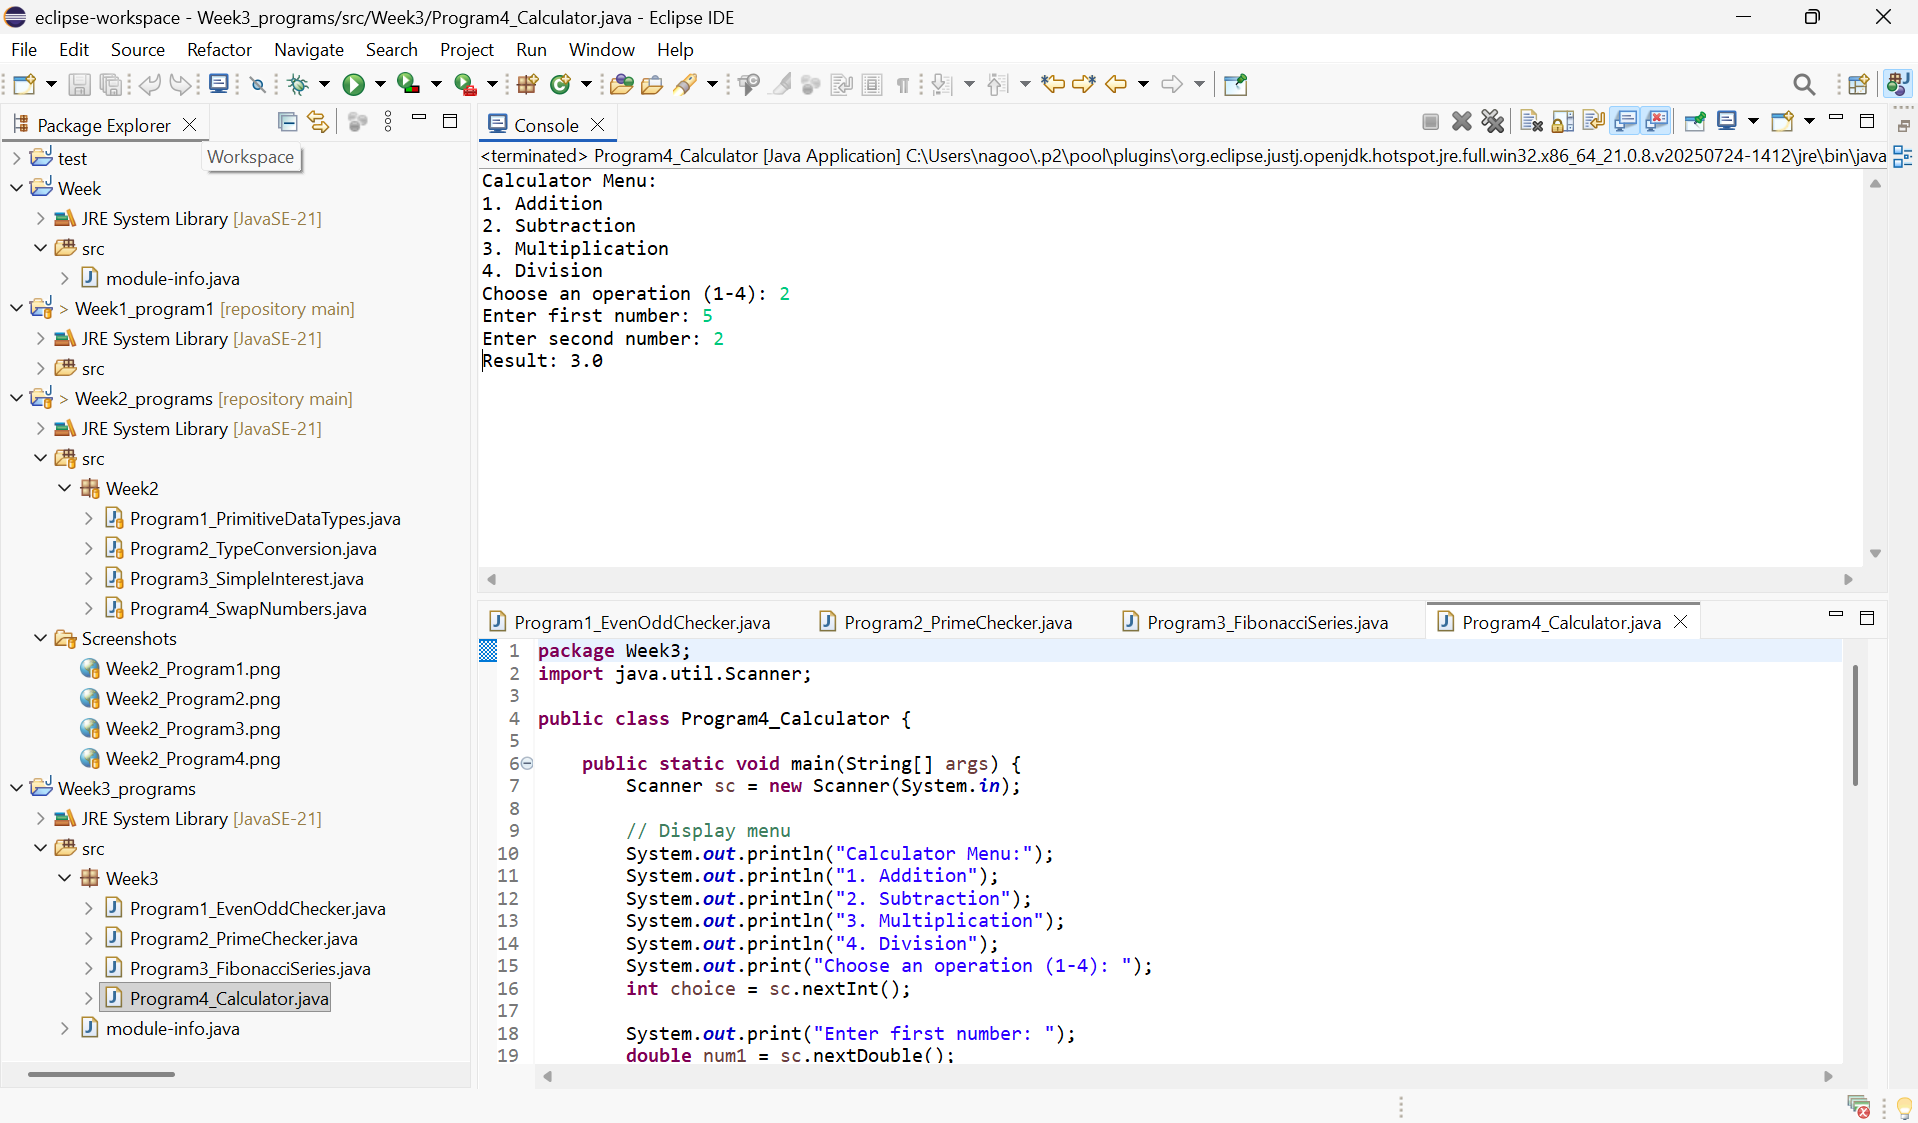 eclipse-workspace - Week3_programs/src/Week3/Program4_Calculator.java - Eclipse IDE
File Edit Source Refactor Navigate Search Project Run Window Help
Package Explorer
Workspace
test
Week
JRE System Library [JavaSE-21]
src
module-info.java
> Week1_program1 [repository main]
JRE System Library [JavaSE-21]
src
> Week2_programs [repository main]
JRE System Library [JavaSE-21]
src
Week2
Program1_PrimitiveDataTypes.java
Program2_TypeConversion.java
Program3_SimpleInterest.java
Program4_SwapNumbers.java
Screenshots
Week2_Program1.png
Week2_Program2.png
Week2_Program3.png
Week2_Program4.png
Week3_programs
JRE System Library [JavaSE-21]
src
Week3
Program1_EvenOddChecker.java
Program2_PrimeChecker.java
Program3_FibonacciSeries.java
Program4_Calculator.java
module-info.java
Console
<terminated> Program4_Calculator [Java Application] C:\Users\nagoo\.p2\pool\plugins\org.eclipse.justj.openjdk.hotspot.jre.full.win32.x86_64_21.0.8.v20250724-1412\jre\bin\java
Calculator Menu:
1. Addition
2. Subtraction
3. Multiplication
4. Division
Choose an operation (1-4): 2
Enter first number: 5
Enter second number: 2
Result: 3.0
Program1_EvenOddChecker.java Program2_PrimeChecker.java Program3_FibonacciSeries.java Program4_Calculator.java
1 package Week3;
2 import java.util.Scanner;
3
4 public class Program4_Calculator {
5
6 public static void main(String[] args) {
7 Scanner sc = new Scanner(System.in);
8
9 // Display menu
10 System.out.println("Calculator Menu:");
11 System.out.println("1. Addition");
12 System.out.println("2. Subtraction");
13 System.out.println("3. Multiplication");
14 System.out.println("4. Division");
15 System.out.print("Choose an operation (1-4): ");
16 int choice = sc.nextInt();
17
18 System.out.print("Enter first number: ");
19 double num1 = sc.nextDouble();